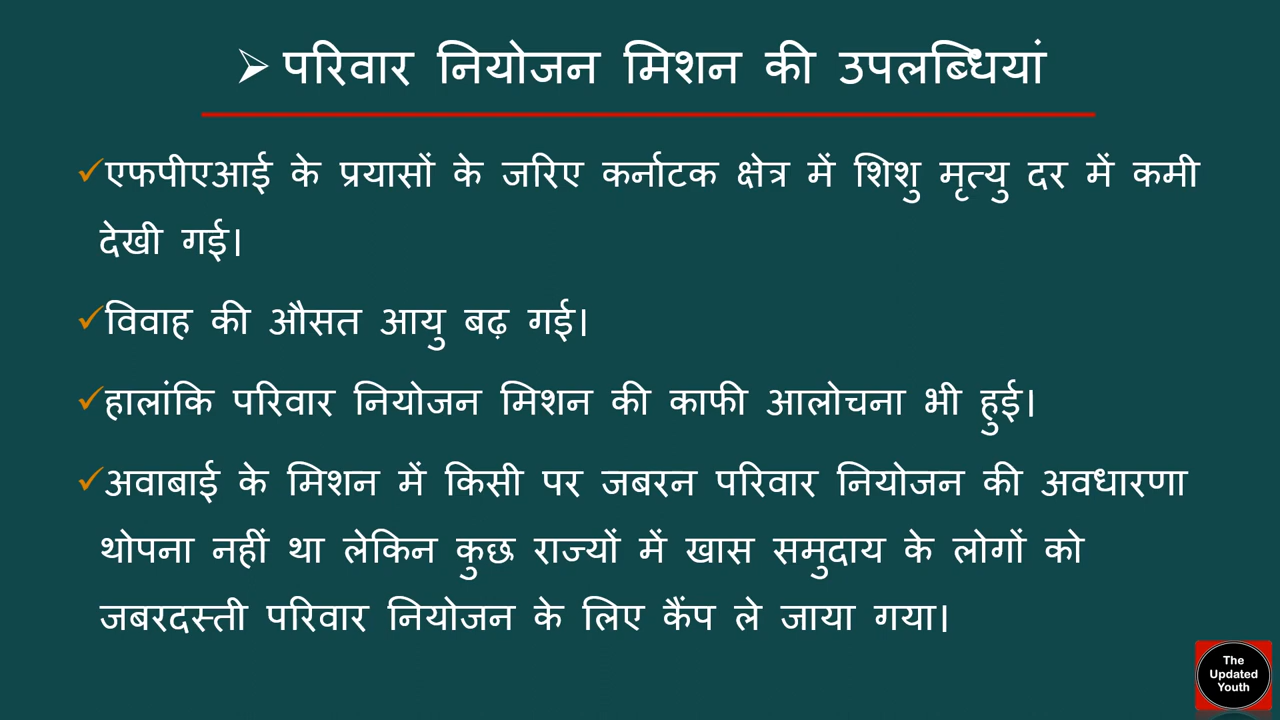 ➢ परिवार नियोजन मिशन की उपलब्धियां
✓एफपीएआई के प्रयासों के जरिए कर्नाटक क्षेत्र में शिशु मृत्यु दर में कमी
देखी गई।
✓विवाह की औसत आयु बढ़ गई।
✓हालांकि परिवार नियोजन मिशन की काफी आलोचना भी हुई।
✓अवाबाई के मिशन में किसी पर जबरन परिवार नियोजन की अवधारणा
थोपना नहीं था लेकिन कुछ राज्यों में खास समुदाय के लोगों को
जबरदस्ती परिवार नियोजन के लिए कैंप ले जाया गया।
The
Updated
Youth